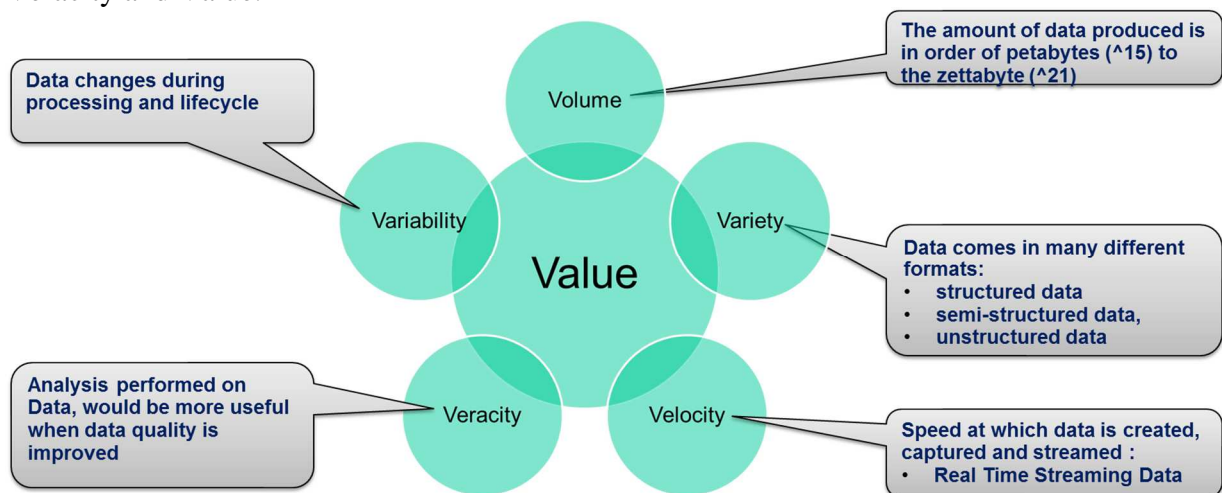 The amount of data produced is
in order of petabytes (^15) to
the zettabyte (^21)
Data changes during
processing and lifecycle
Volume
Variability
Variety
Value
Data comes in many different
formats:
• structured data
• semi-structured data,
• unstructured data
Analysis performed on
Data, would be more useful
when data quality is
improved
Veracity
Velocity
Speed at which data is created,
captured and streamed :
• Real Time Streaming Data